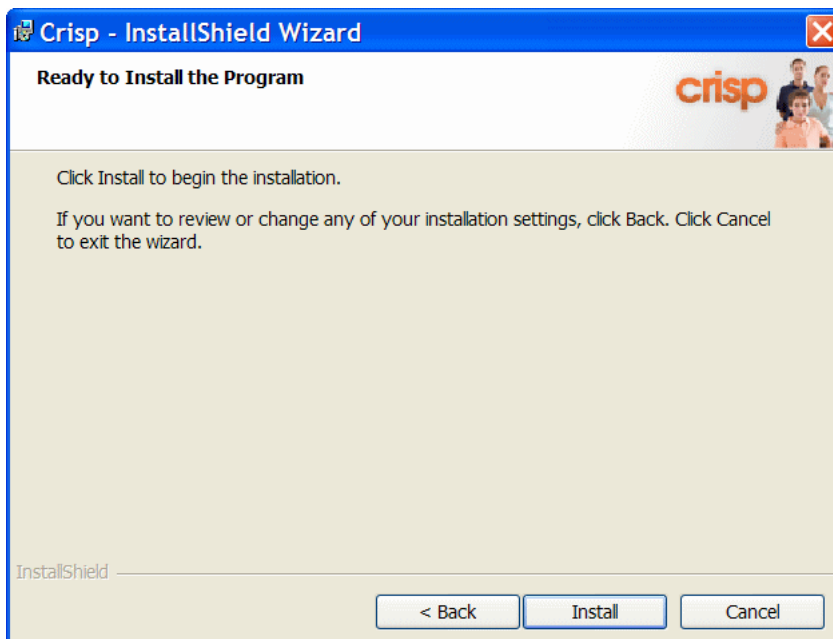 Crisp - InstallShield Wizard
Ready to Install the Program
crisp
Click Install to begin the installation.
If you want to review or change any of your installation settings, click Back. Click Cancel
to exit the wizard.
InstallShield
< Back
Install
Cancel